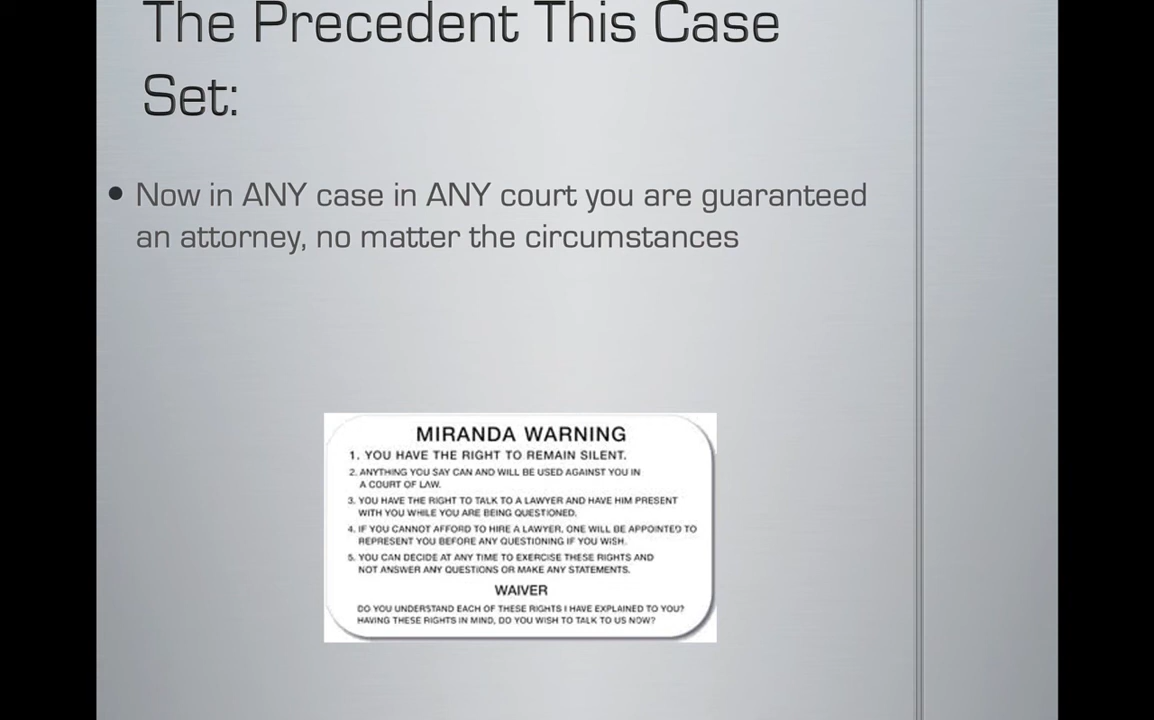 The Precedent This Case
Set:
• Now in ANY case in ANY court you are guaranteed
an attorney, no matter the circumstances
MIRANDA WARNING
1. YOU HAVE THE RIGHT TO REMAIN SILENT.
2. ANYTHING YOU SAY CAN AND WILL BE USED AGAINST YOU IN
A COURT OF LAW.
3. YOU HAVE THE RIGHT TO TALK TO A LAWYER AND HAVE HIM PRESENT
WITH YOU WHILE YOU ARE BEING QUESTIONED.
4. IF YOU CANNOT AFFORD TO HIRE A LAWYER, ONE WILL BE APPOINTED TO
REPRESENT YOU BEFORE ANY QUESTIONING IF YOU WISH.
5. YOU CAN DECIDE AT ANY TIME TO EXERCISE THESE RIGHTS AND
NOT ANSWER ANY QUESTIONS OR MAKE ANY STATEMENTS.
WAIVER
DO YOU UNDERSTAND EACH OF THESE RIGHTS I HAVE EXPLAINED TO YOU?
HAVING THESE RIGHTS IN MIND, DO YOU WISH TO TALK TO US NOW?